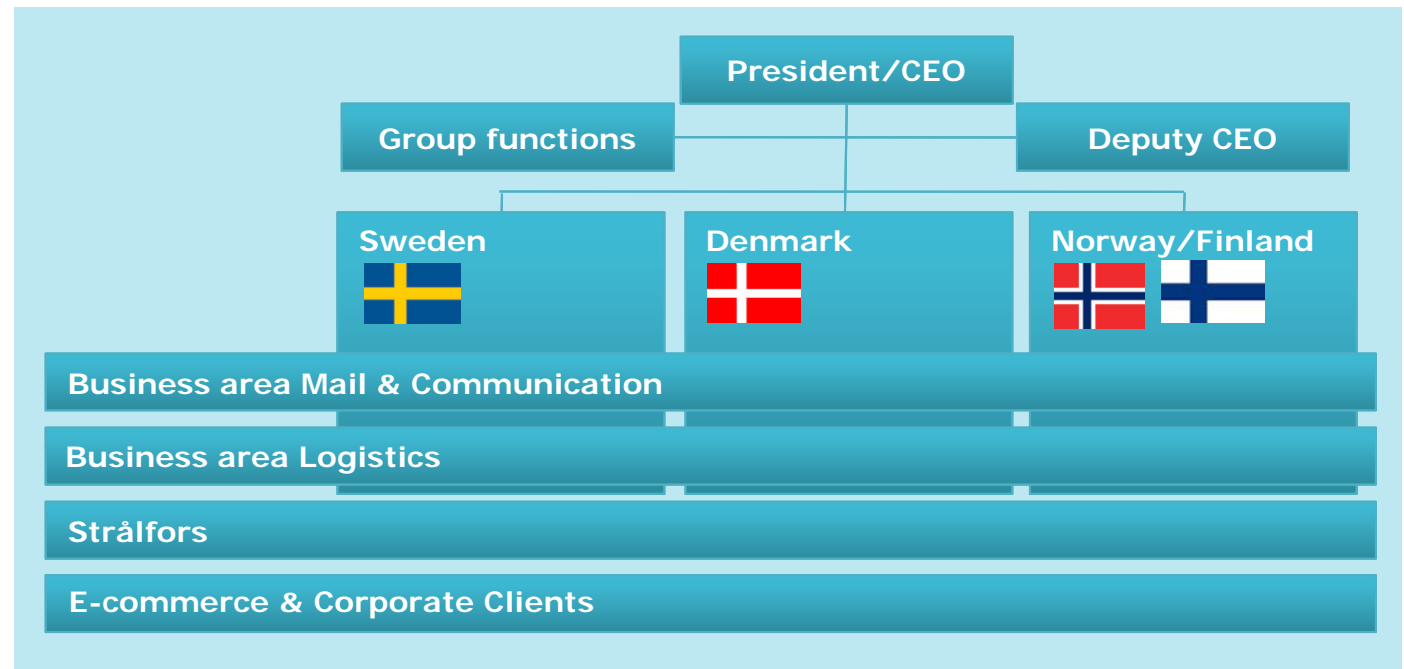 President/CEO
Group functions
Deputy CEO
Sweden
Denmark
Norway/Finland
Business area Mail & Communication
Business area Logistics
Strålfors
E-commerce & Corporate Clients